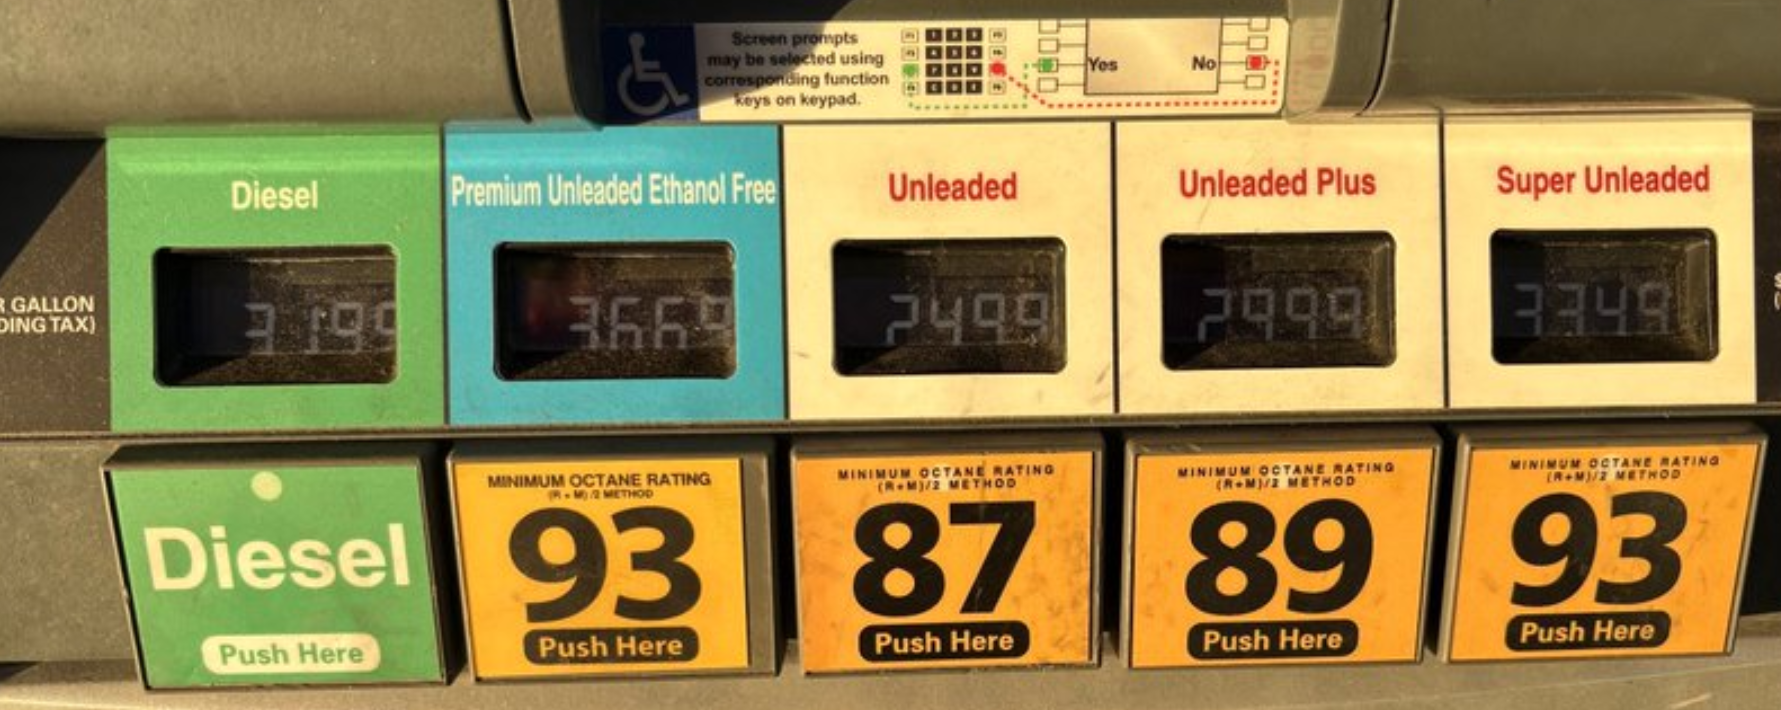 Screen prompts
may be selected using
corresponding function
keys on keypad.
Yes No
Diesel
Premium Unleaded Ethanol Free
Unleaded
Unleaded Plus
Super Unleaded
GALLON
TAX)
3199
3669
2499
2999
3349
Diesel
Push Here
MINIMUM OCTANE RATING
(R + M) /2 METHOD
93
Push Here
MINIMUM OCTANE RATING
(R+M)/2 METHOD
87
Push Here
MINIMUM OCTANE RATING
(R+M)/2 METHOD
89
Push Here
MINIMUM OCTANE RATING
(R+M)/2 METHOD
93
Push Here